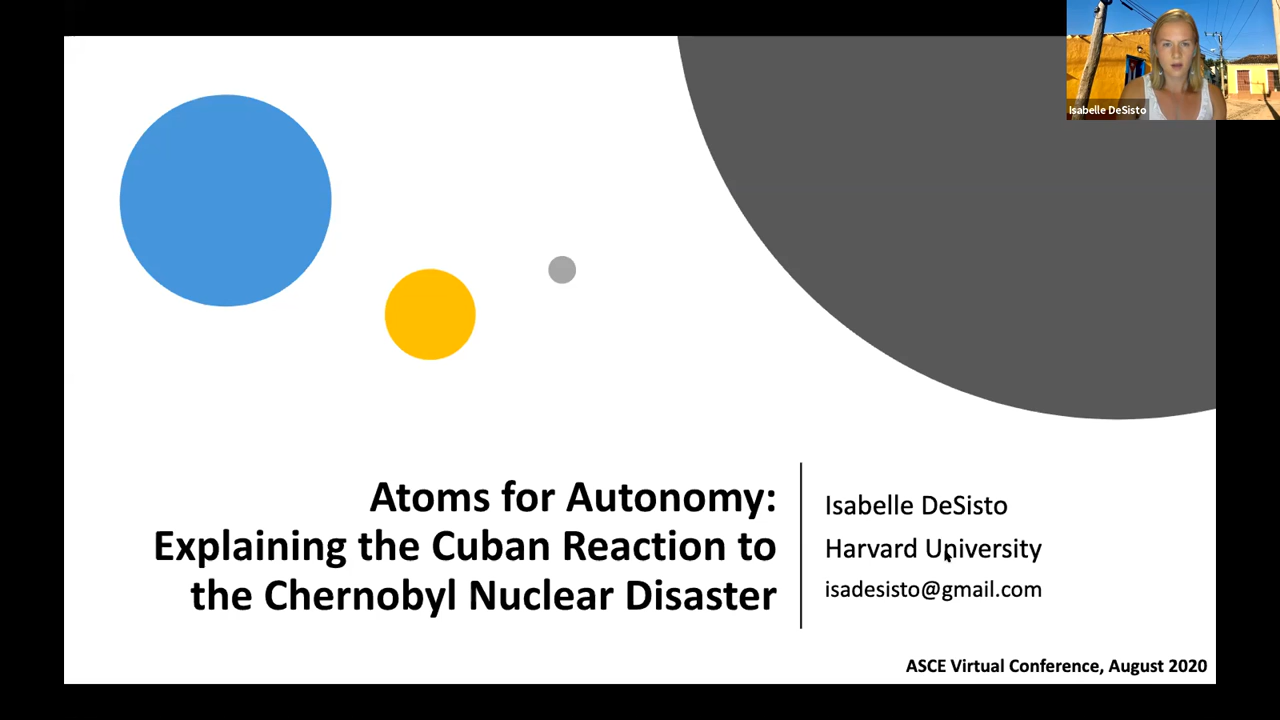 Isabelle DeSisto
Atoms for Autonomy:
Explaining the Cuban Reaction to
the Chernobyl Nuclear Disaster
Isabelle DeSisto
Harvard University
isadesisto@gmail.com
ASCE Virtual Conference, August 2020